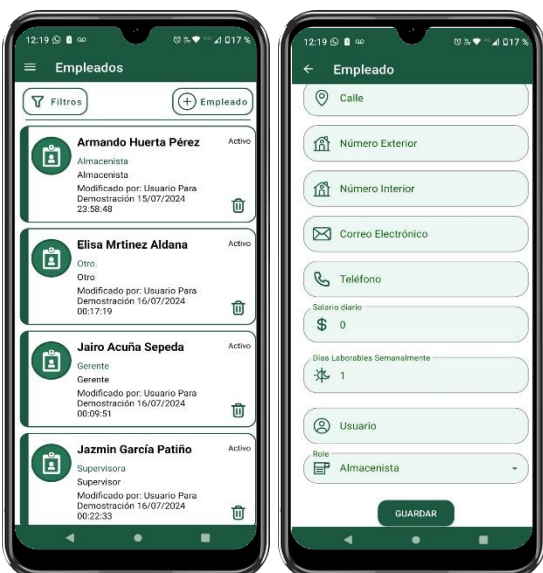 12:19 17 %
Empleados
Filtros
Empleado
Armando Huerta Pérez
Activo
Almacenista
Almacenista
Modificado por: Usuario Para
Demostración 15/07/2024
23:58:48
Elisa Mrtinez Aldana
Activo
Otro.
Otro
Modificado por: Usuario Para
Demostración 16/07/2024
00:17:19
Jairo Acuña Sepeda
Activo
Gerente
Gerente
Modificado por: Usuario Para
Demostración 16/07/2024
00:09:51
Jazmin García Patiño
Activo
Supervisora
Supervisor
Modificado por: Usuario Para
Demostración 16/07/2024
00:22:33
12:19 17 %
Empleado
Calle
Número Exterior
Número Interior
Correo Electrónico
Teléfono
Salario diario
$ 0
Días Laborables Semanalmente
1
Usuario
Role
Almacenista
GUARDAR